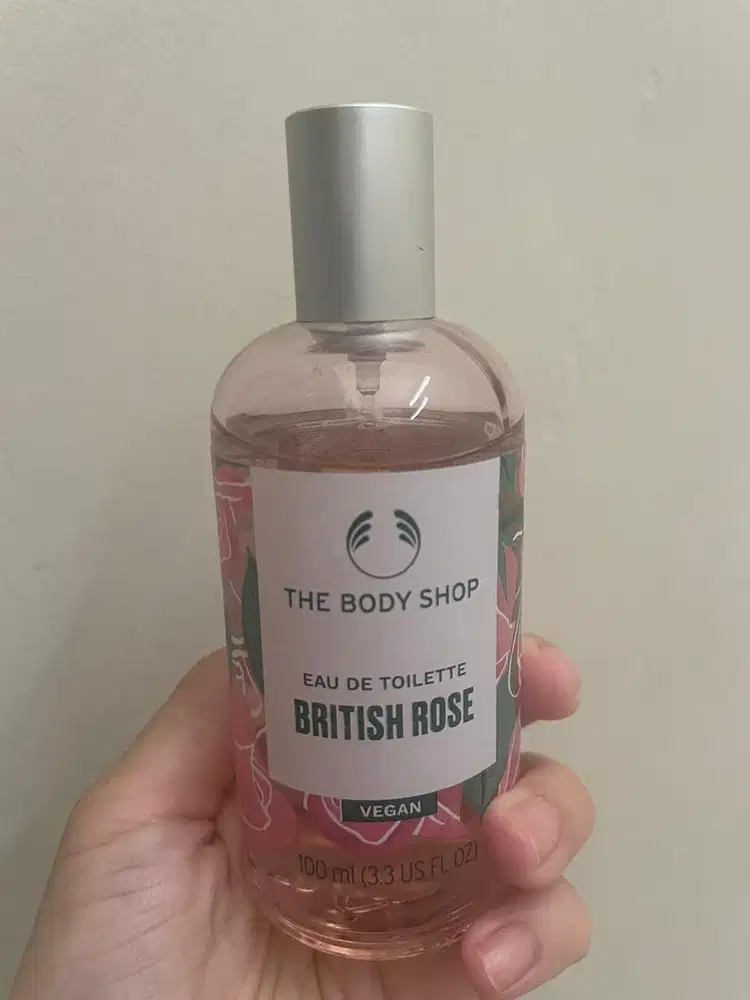 THE BODY SHOP
EAU DE TOILETTE
BRITISH ROSE
VEGAN
100 ml (3.3 US FL OZ)